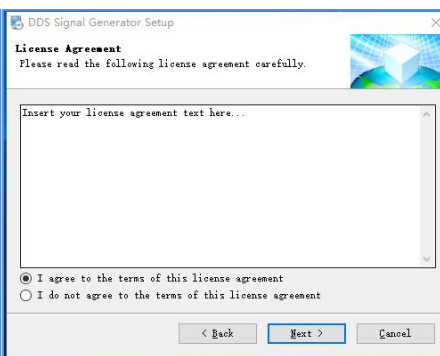 DDS Signal Generator Setup
License Agreement
Please read the following license agreement carefully.
Insert your license agreement text here...
I agree to the terms of this license agreement
I do not agree to the terms of this license agreement
< Back Next > Cancel